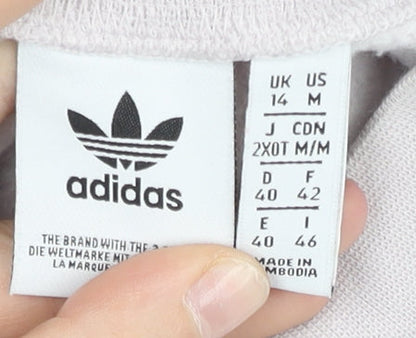 adidas
THE BRAND WITH THE 3
DIE WELTMARKE MIT
LA MARQUE
UK US
14 M
J CDN
2XOT M/M
D F
40 42
E I
40 46
MADE IN
CAMBODIA